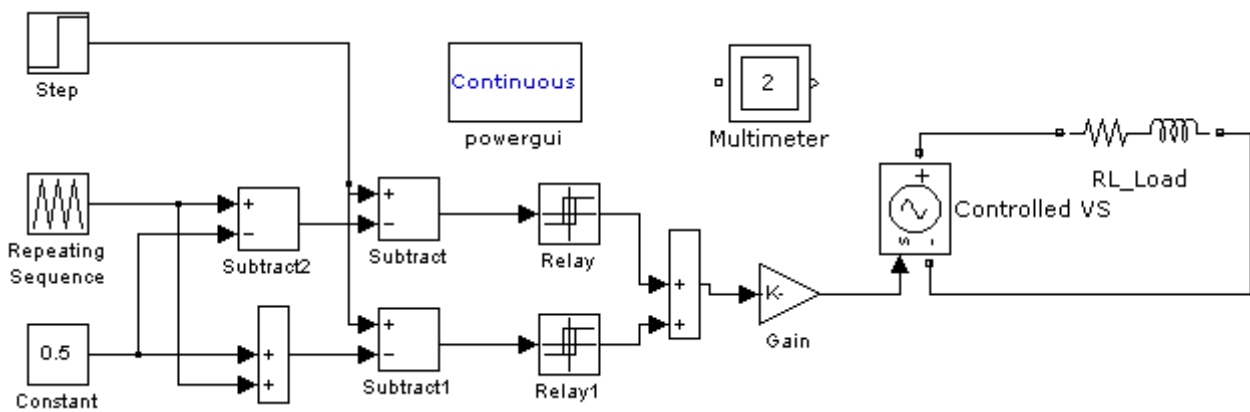 Step
Continuous
powergui
2
Multimeter
RL_Load
+
Controlled VS
s
-
Repeating
Sequence
+
-
Subtract2
+
-
Subtract
Relay
+
+
K-
Gain
0.5
Constant
+
+
+
-
Subtract1
Relay1